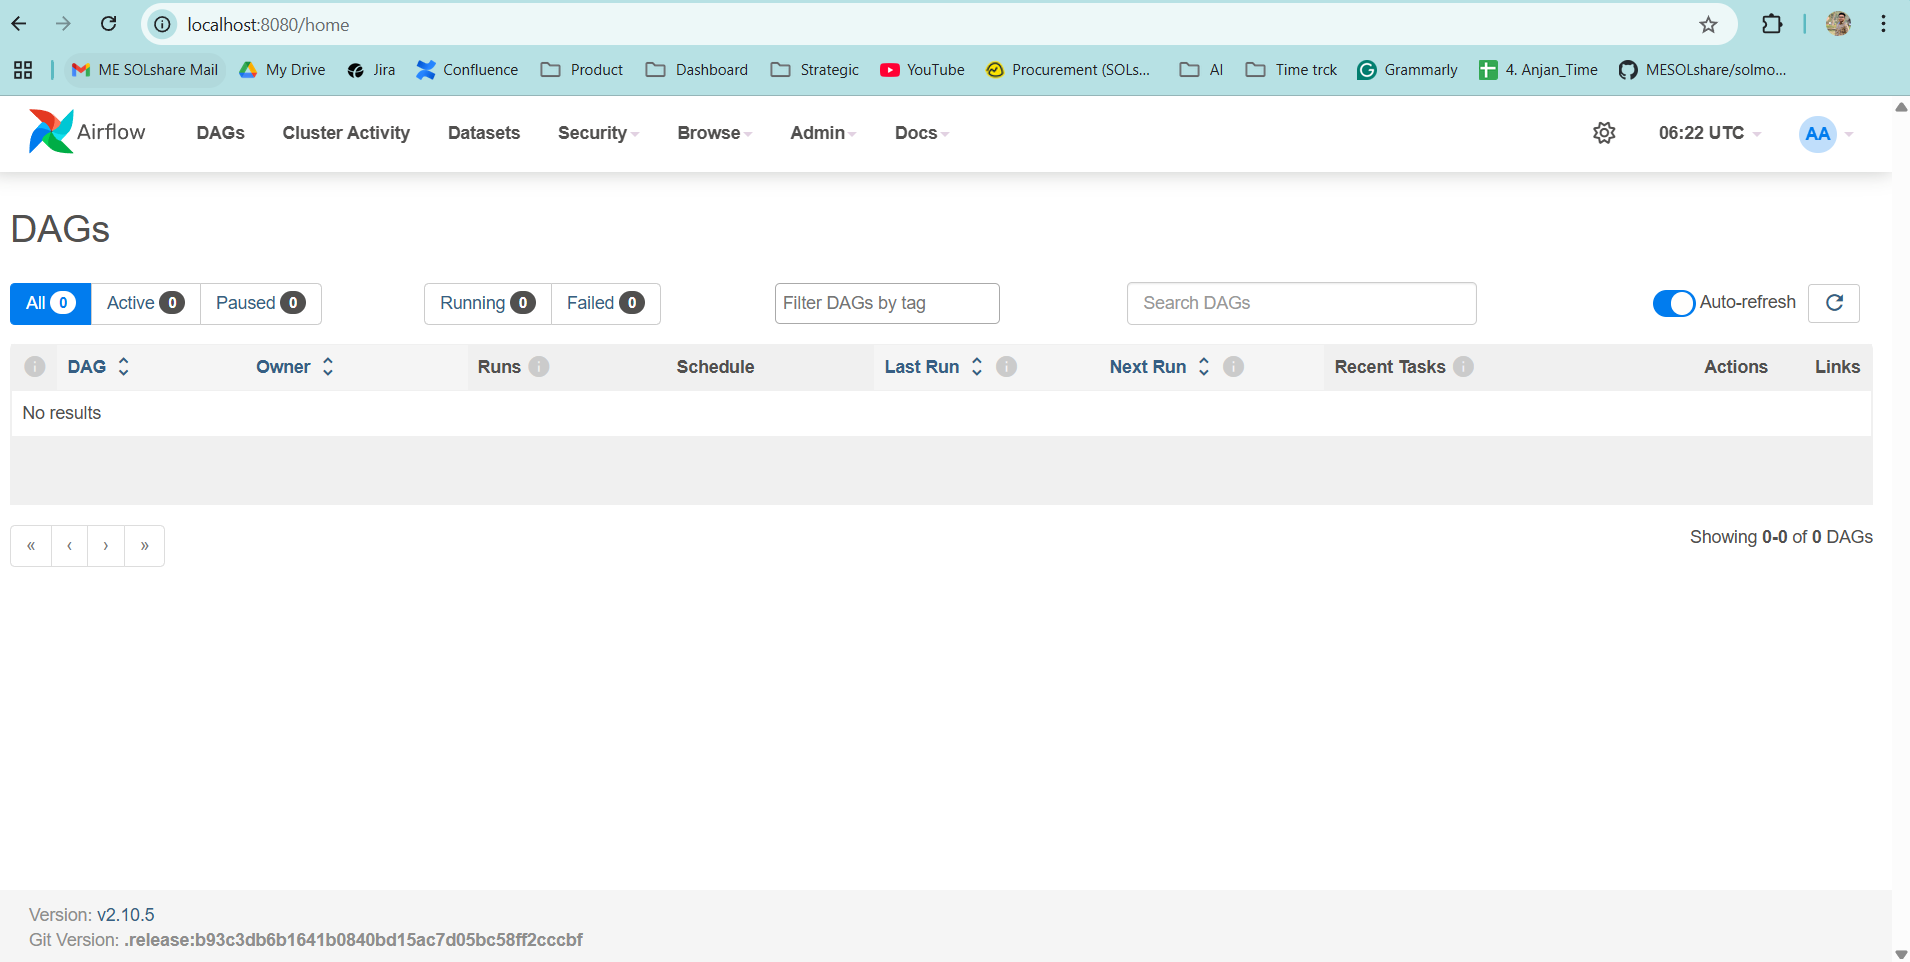 localhost:8080/home
ME SOLshare Mail My Drive Jira Confluence Product Dashboard Strategic YouTube Procurement (SOLs... AI Time trck Grammarly 4. Anjan_Time MESOLshare/solmo...
Airflow DAGs Cluster Activity Datasets Security Browse Admin Docs 06:22 UTC AA
DAGs
All 0 Active 0 Paused 0 Running 0 Failed 0 Filter DAGs by tag Search DAGs Auto-refresh
DAG Owner Runs Schedule Last Run Next Run Recent Tasks Actions Links
No results
« ‹ › »
Showing 0-0 of 0 DAGs
Version: v2.10.5
Git Version: .release:b93c3db6b1641b0840bd15ac7d05bc58ff2cccbf